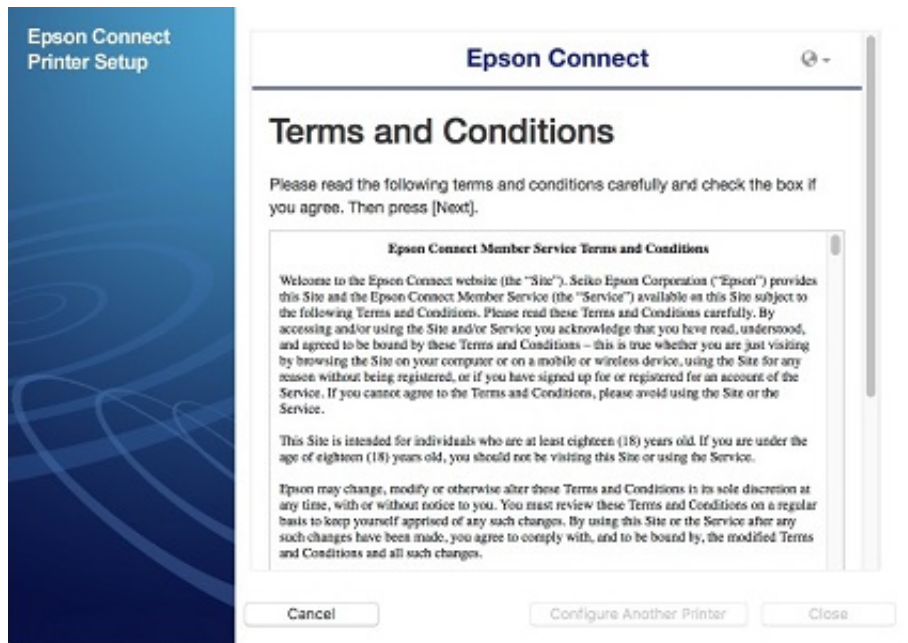 Epson Connect
Printer Setup
Epson Connect
Terms and Conditions
Please read the following terms and conditions carefully and check the box if
you agree. Then press [Next].
Epson Connect Member Service Terms and Conditions
Welcome to the Epson Connect website (the “Site”). Seiko Epson Corporation (“Epson”) provides
this Site and the Epson Connect Member Service (the “Service”) available on this Site subject to
the following Terms and Conditions. Please read these Terms and Conditions carefully. By
accessing and/or using the Site and/or Service you acknowledge that you have read, understood,
and agreed to be bound by these Terms and Conditions – this is true whether you are just visiting
by browsing the Site on your computer or on a mobile or wireless device, using the Site for any
reason without being registered, or if you have signed up for or registered for an account of the
Service. If you cannot agree to the Terms and Conditions, please avoid using the Site or the
Service.
This Site is intended for individuals who are at least eighteen (18) years old. If you are under the
age of eighteen (18) years old, you should not be visiting this Site or using the Service.
Epson may change, modify or otherwise alter these Terms and Conditions in its sole discretion at
any time, with or without notice to you. You must review these Terms and Conditions on a regular
basis to keep yourself apprised of any such changes. By using this Site or the Service after any
such changes have been made, you agree to comply with, and to be bound by, the modified Terms
and Conditions and all such changes.
Cancel
Configure Another Printer
Close